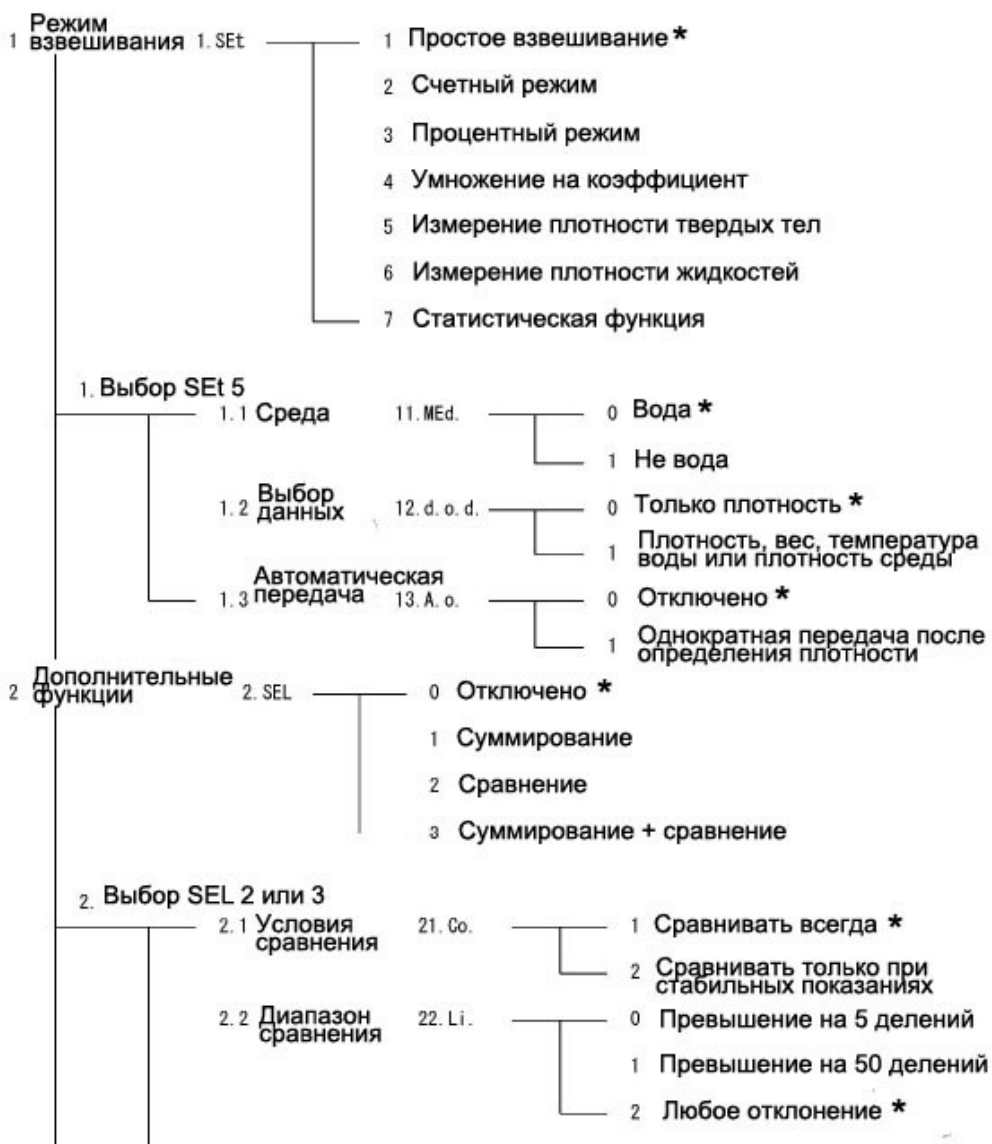 1 Режим взвешивания 1.SEt 1 Простое взвешивание *
2 Счетный режим
3 Процентный режим
4 Умножение на коэффициент
5 Измерение плотности твердых тел
6 Измерение плотности жидкостей
7 Статистическая функция
1. Выбор SEt 5
1.1 Среда 11.MEd. 0 Вода *
1 Не вода
1.2 Выбор данных 12.d.o.d. 0 Только плотность *
1 Плотность, вес, температура
воды или плотность среды
1.3 Автоматическая передача 13.A.o. 0 Отключено *
1 Однократная передача после
определения плотности
2 Дополнительные функции 2.SEL 0 Отключено *
1 Суммирование
2 Сравнение
3 Суммирование + сравнение
2. Выбор SEL 2 или 3
2.1 Условия сравнения 21.Co. 1 Сравнивать всегда *
2 Сравнивать только при
стабильных показаниях
2.2 Диапазон сравнения 22.Li. 0 Превышение на 5 делений
1 Превышение на 50 делений
2 Любое отклонение *